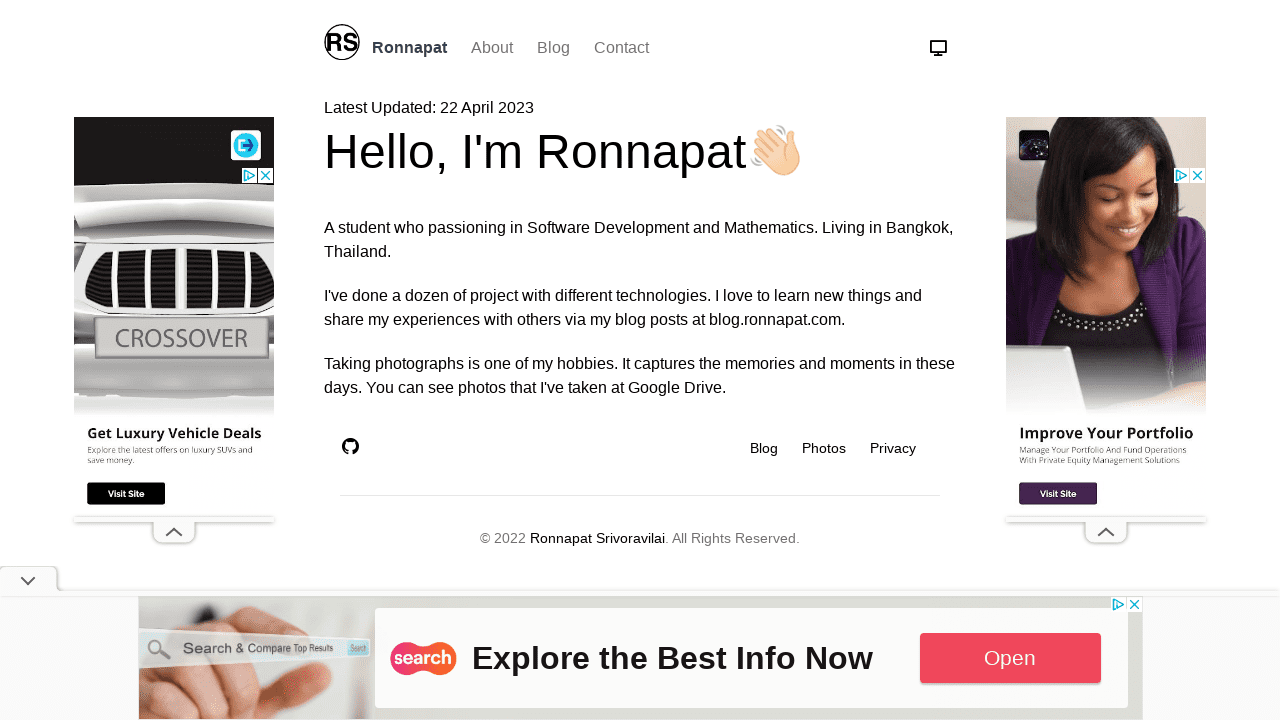 RS Ronnapat About Blog Contact
Latest Updated: 22 April 2023
Hello, I'm Ronnapat👋🏻
A student who passioning in Software Development and Mathematics. Living in Bangkok,
Thailand.
I've done a dozen of project with different technologies. I love to learn new things and
share my experiences with others via my blog posts at blog.ronnapat.com.
Taking photographs is one of my hobbies. It captures the memories and moments in these
days. You can see photos that I've taken at Google Drive.
Blog Photos Privacy
© 2022 Ronnapat Srivoravilai. All Rights Reserved.
CROSSOVER
Get Luxury Vehicle Deals
Explore the latest offers on luxury SUVs and
save money.
Visit Site
Improve Your Portfolio
Manage Your Portfolio And Fund Operations
With Private Equity Management Solutions
Visit Site
Search & Compare Top Results Search
search
Explore the Best Info Now
Open